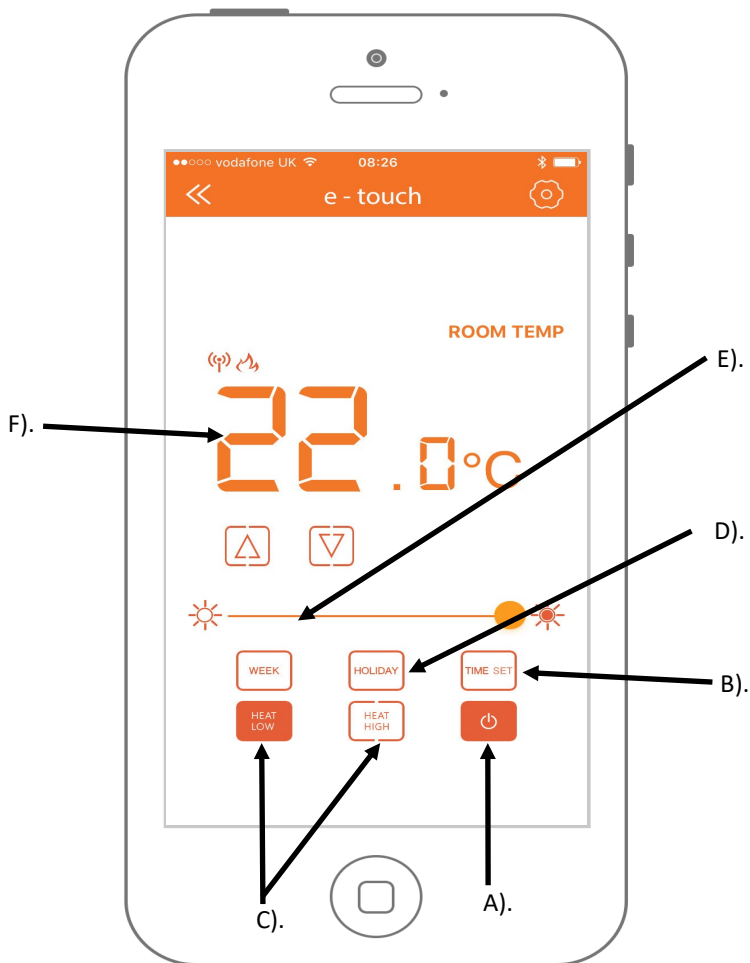 vodafone UK 08:26
e - touch
ROOM TEMP
E).
F).
22.0°C
D).
WEEK HOLIDAY TIME SET
B).
HEAT LOW
HEAT HIGH
C).
A).